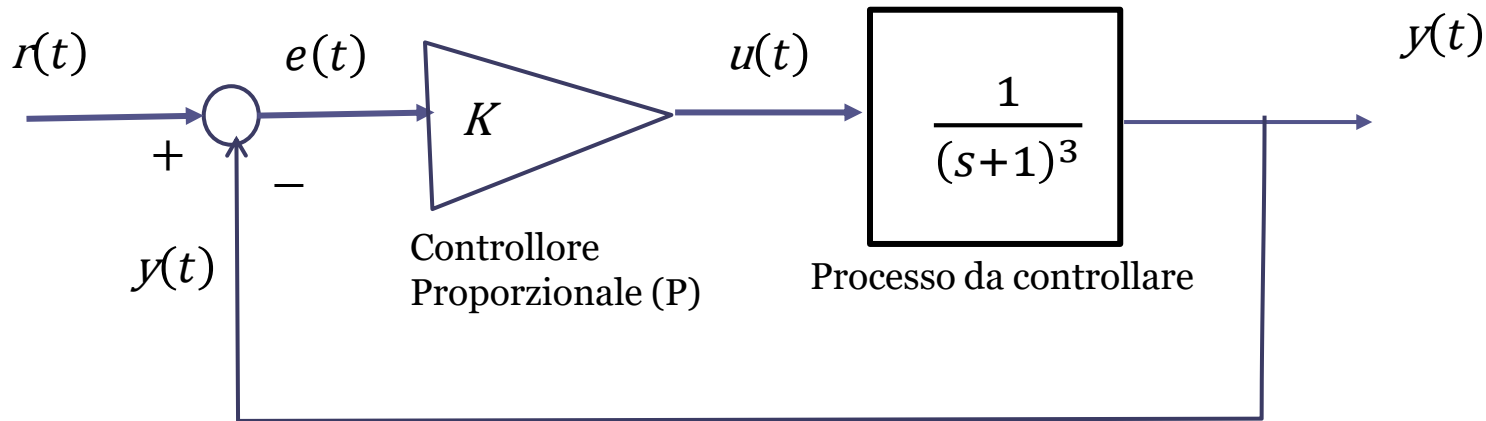 r(t)
e(t)
u(t)
y(t)
K
1
(s+1)³
+
−
y(t)
Controllore
Proporzionale (P)
Processo da controllare